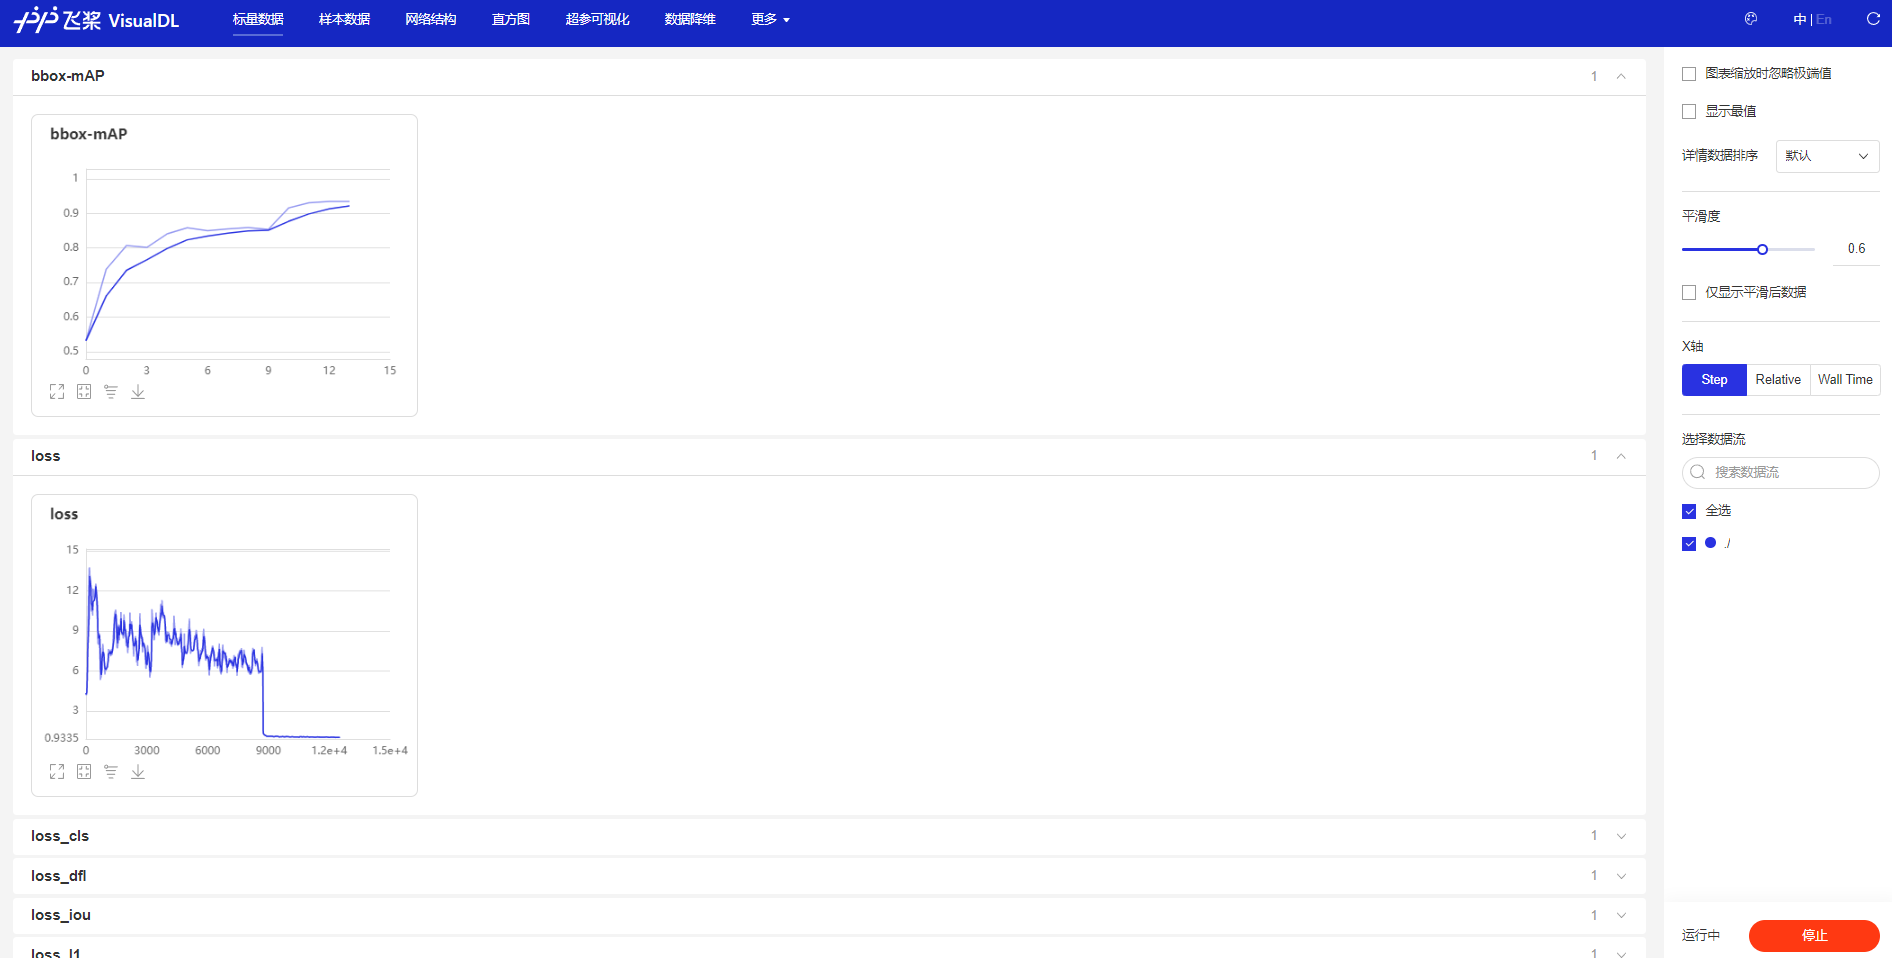 飞桨 VisualDL 标量数据 样本数据 网络结构 直方图 超参可视化 数据降维 更多 中 | En
bbox-mAP 1
bbox-mAP
1
0.9
0.8
0.7
0.6
0.5
0 3 6 9 12 15
loss 1
loss
15
12
9
6
3
0.9335
0 3000 6000 9000 1.2e+4 1.5e+4
loss_cls 1
loss_dfl 1
loss_iou 1
loss_l1 1
图表缩放时忽略极端值
显示最值
详情数据排序 默认
平滑度
0.6
仅显示平滑后数据
X轴
Step Relative Wall Time
选择数据流
搜索数据流
全选
./
运行中 停止